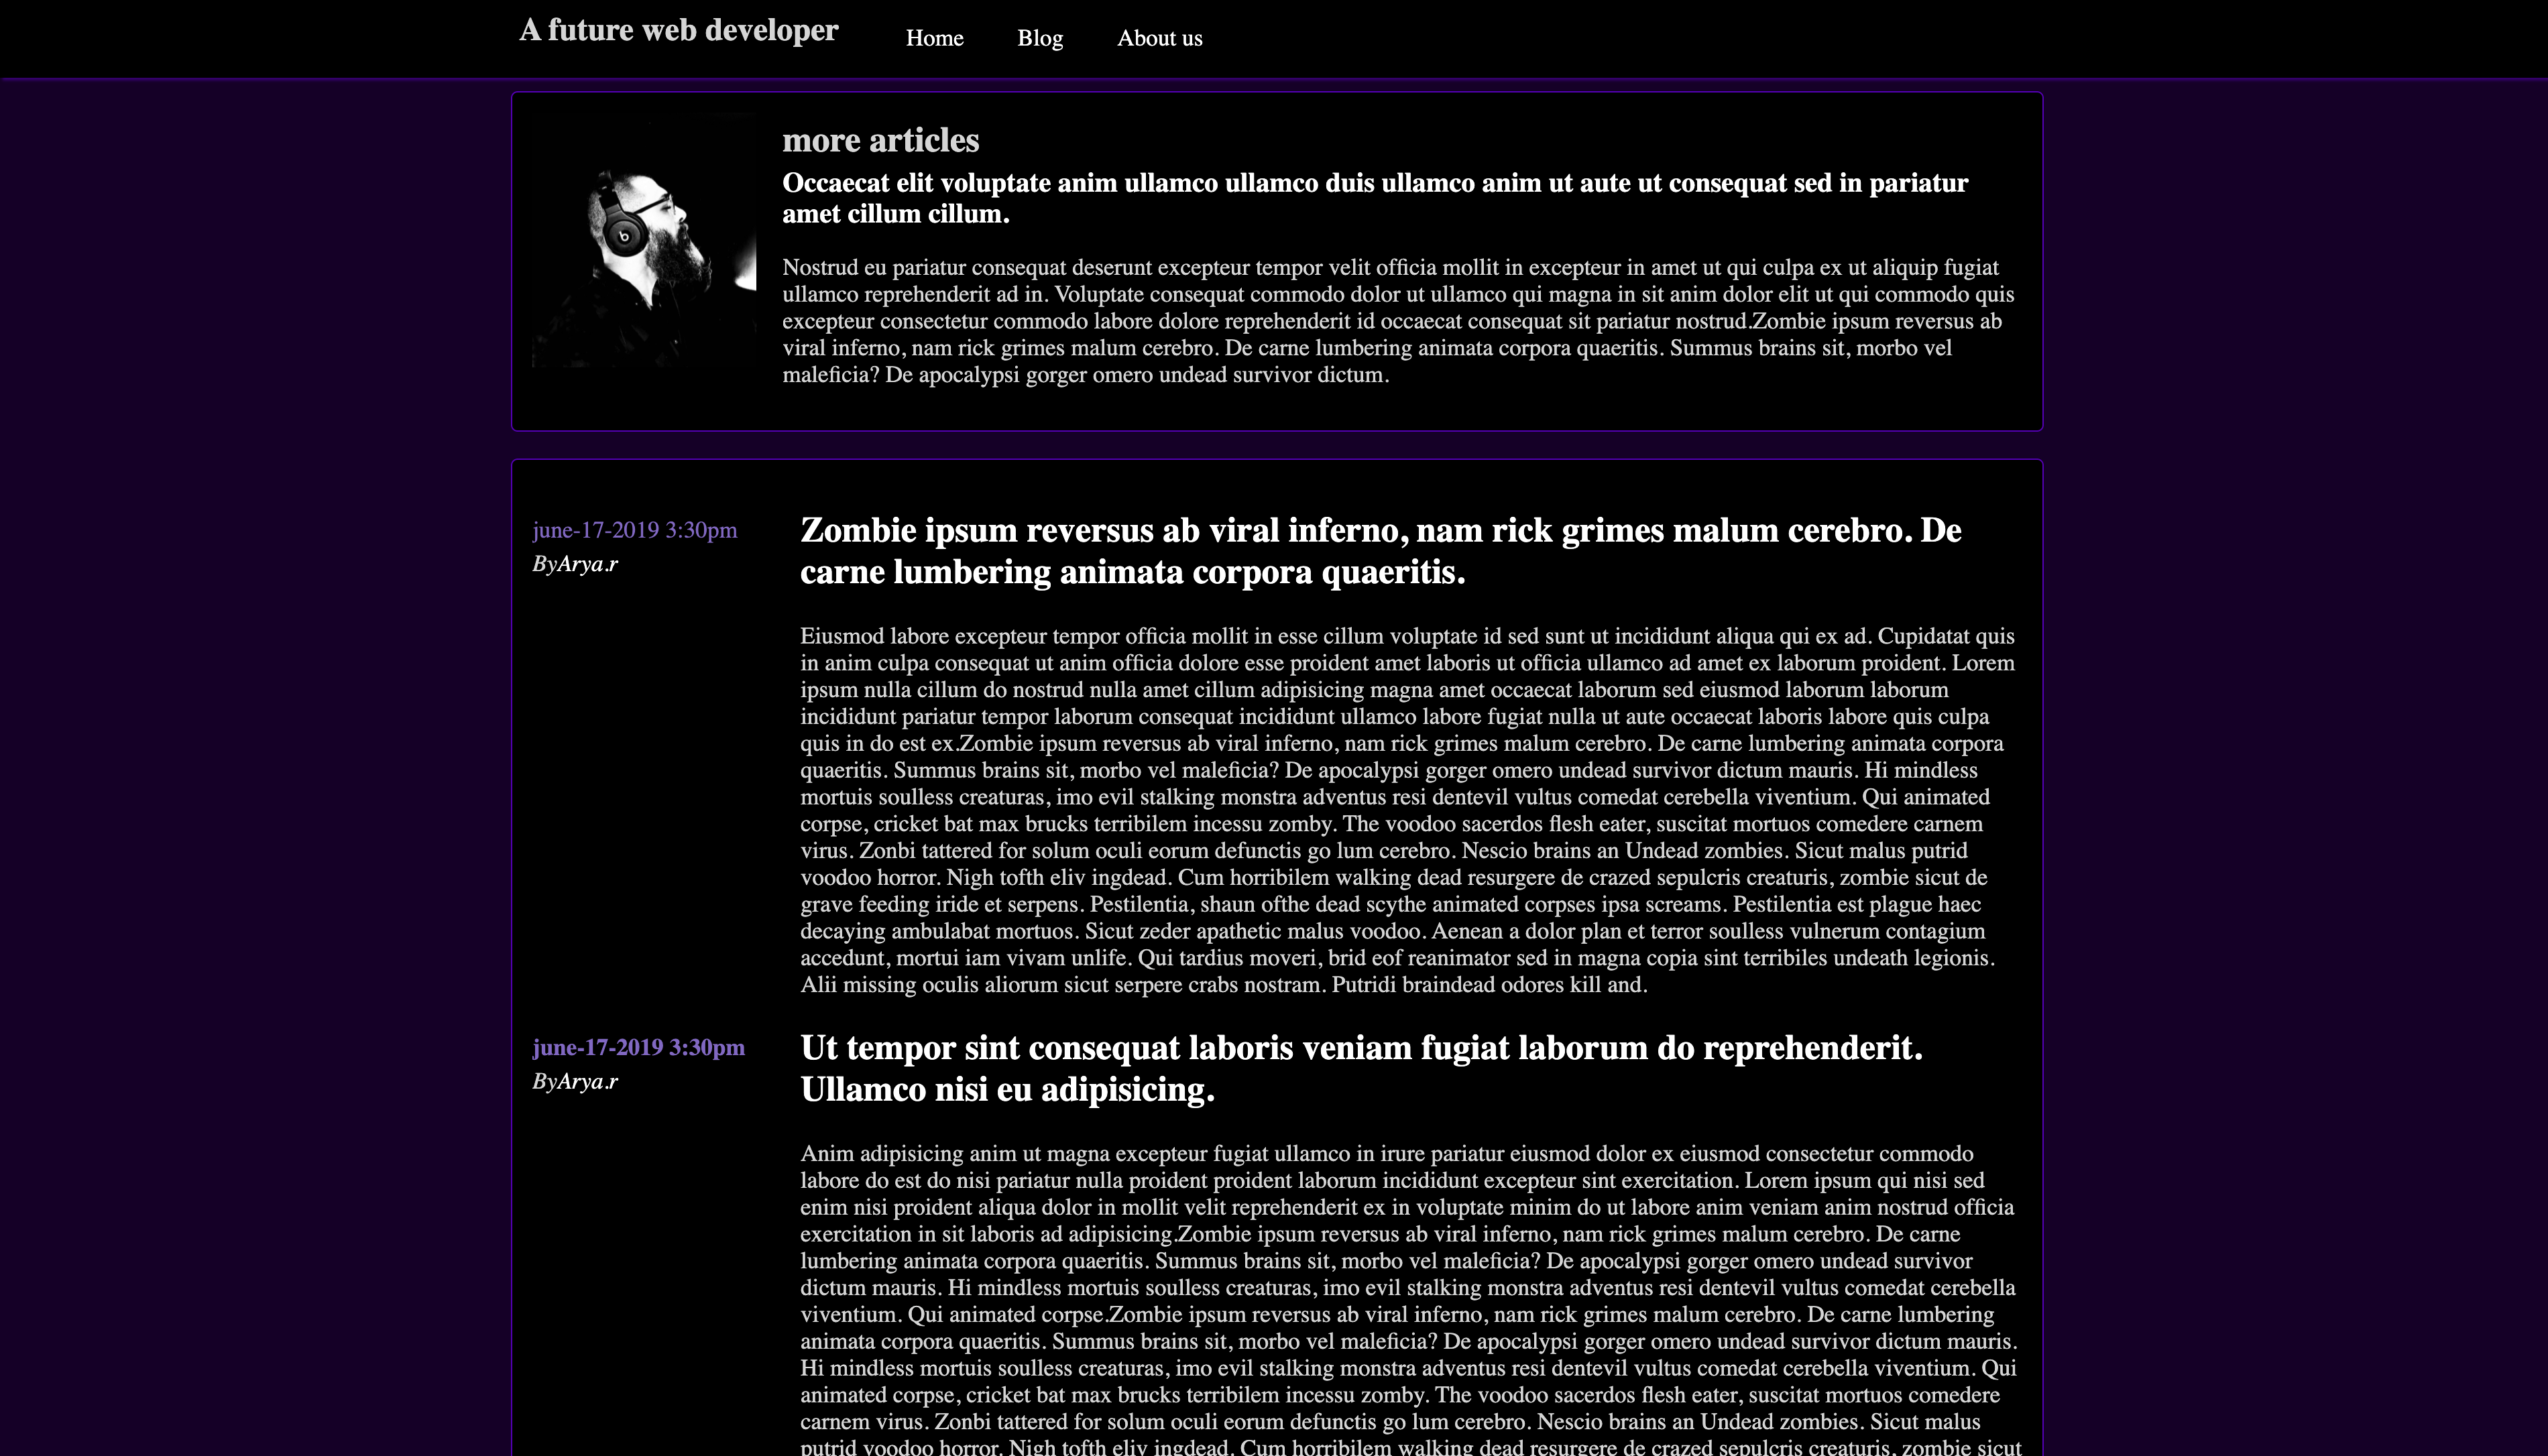 A future web developer
Home
Blog
About us
more articles
Occaecat elit voluptate anim ullamco ullamco duis ullamco anim ut aute ut consequat sed in pariatur
amet cillum cillum.
Nostrud eu pariatur consequat deserunt excepteur tempor velit officia mollit in excepteur in amet ut qui culpa ex ut aliquip fugiat
ullamco reprehenderit ad in. Voluptate consequat commodo dolor ut ullamco qui magna in sit anim dolor elit ut qui commodo quis
excepteur consectetur commodo labore dolore reprehenderit id occaecat consequat sit pariatur nostrud.Zombie ipsum reversus ab
viral inferno, nam rick grimes malum cerebro. De carne lumbering animata corpora quaeritis. Summus brains sit, morbo vel
maleficia? De apocalypsi gorger omero undead survivor dictum.
june-17-2019 3:30pm
ByArya.r
Zombie ipsum reversus ab viral inferno, nam rick grimes malum cerebro. De
carne lumbering animata corpora quaeritis.
Eiusmod labore excepteur tempor officia mollit in esse cillum voluptate id sed sunt ut incididunt aliqua qui ex ad. Cupidatat quis
in anim culpa consequat ut anim officia dolore esse proident amet laboris ut officia ullamco ad amet ex laborum proident. Lorem
ipsum nulla cillum do nostrud nulla amet cillum adipisicing magna amet occaecat laborum sed eiusmod laborum laborum
incididunt pariatur tempor laborum consequat incididunt ullamco labore fugiat nulla ut aute occaecat laboris labore quis culpa
quis in do est ex.Zombie ipsum reversus ab viral inferno, nam rick grimes malum cerebro. De carne lumbering animata corpora
quaeritis. Summus brains sit, morbo vel maleficia? De apocalypsi gorger omero undead survivor dictum mauris. Hi mindless
mortuis soulless creaturas, imo evil stalking monstra adventus resi dentevil vultus comedat cerebella viventium. Qui animated
corpse, cricket bat max brucks terribilem incessu zomby. The voodoo sacerdos flesh eater, suscitat mortuos comedere carnem
virus. Zonbi tattered for solum oculi eorum defunctis go lum cerebro. Nescio brains an Undead zombies. Sicut malus putrid
voodoo horror. Nigh tofth eliv ingdead. Cum horribilem walking dead resurgere de crazed sepulcris creaturis, zombie sicut de
grave feeding iride et serpens. Pestilentia, shaun ofthe dead scythe animated corpses ipsa screams. Pestilentia est plague haec
decaying ambulabat mortuos. Sicut zeder apathetic malus voodoo. Aenean a dolor plan et terror soulless vulnerum contagium
accedunt, mortui iam vivam unlife. Qui tardius moveri, brid eof reanimator sed in magna copia sint terribiles undeath legionis.
Alii missing oculis aliorum sicut serpere crabs nostram. Putridi braindead odores kill and.
june-17-2019 3:30pm
ByArya.r
Ut tempor sint consequat laboris veniam fugiat laborum do reprehenderit.
Ullamco nisi eu adipisicing.
Anim adipisicing anim ut magna excepteur fugiat ullamco in irure pariatur eiusmod dolor ex eiusmod consectetur commodo
labore do est do nisi pariatur nulla proident proident laborum incididunt excepteur sint exercitation. Lorem ipsum qui nisi sed
enim nisi proident aliqua dolor in mollit velit reprehenderit ex in voluptate minim do ut labore anim veniam anim nostrud officia
exercitation in sit laboris ad adipisicing.Zombie ipsum reversus ab viral inferno, nam rick grimes malum cerebro. De carne
lumbering animata corpora quaeritis. Summus brains sit, morbo vel maleficia? De apocalypsi gorger omero undead survivor
dictum mauris. Hi mindless mortuis soulless creaturas, imo evil stalking monstra adventus resi dentevil vultus comedat cerebella
viventium. Qui animated corpse.Zombie ipsum reversus ab viral inferno, nam rick grimes malum cerebro. De carne lumbering
animata corpora quaeritis. Summus brains sit, morbo vel maleficia? De apocalypsi gorger omero undead survivor dictum mauris.
Hi mindless mortuis soulless creaturas, imo evil stalking monstra adventus resi dentevil vultus comedat cerebella viventium. Qui
animated corpse, cricket bat max brucks terribilem incessu zomby. The voodoo sacerdos flesh eater, suscitat mortuos comedere
carnem virus. Zonbi tattered for solum oculi eorum defunctis go lum cerebro. Nescio brains an Undead zombies. Sicut malus
putrid voodoo horror. Nigh tofth eliv ingdead. Cum horribilem walking dead resurgere de crazed sepulcris creaturis, zombie sicut